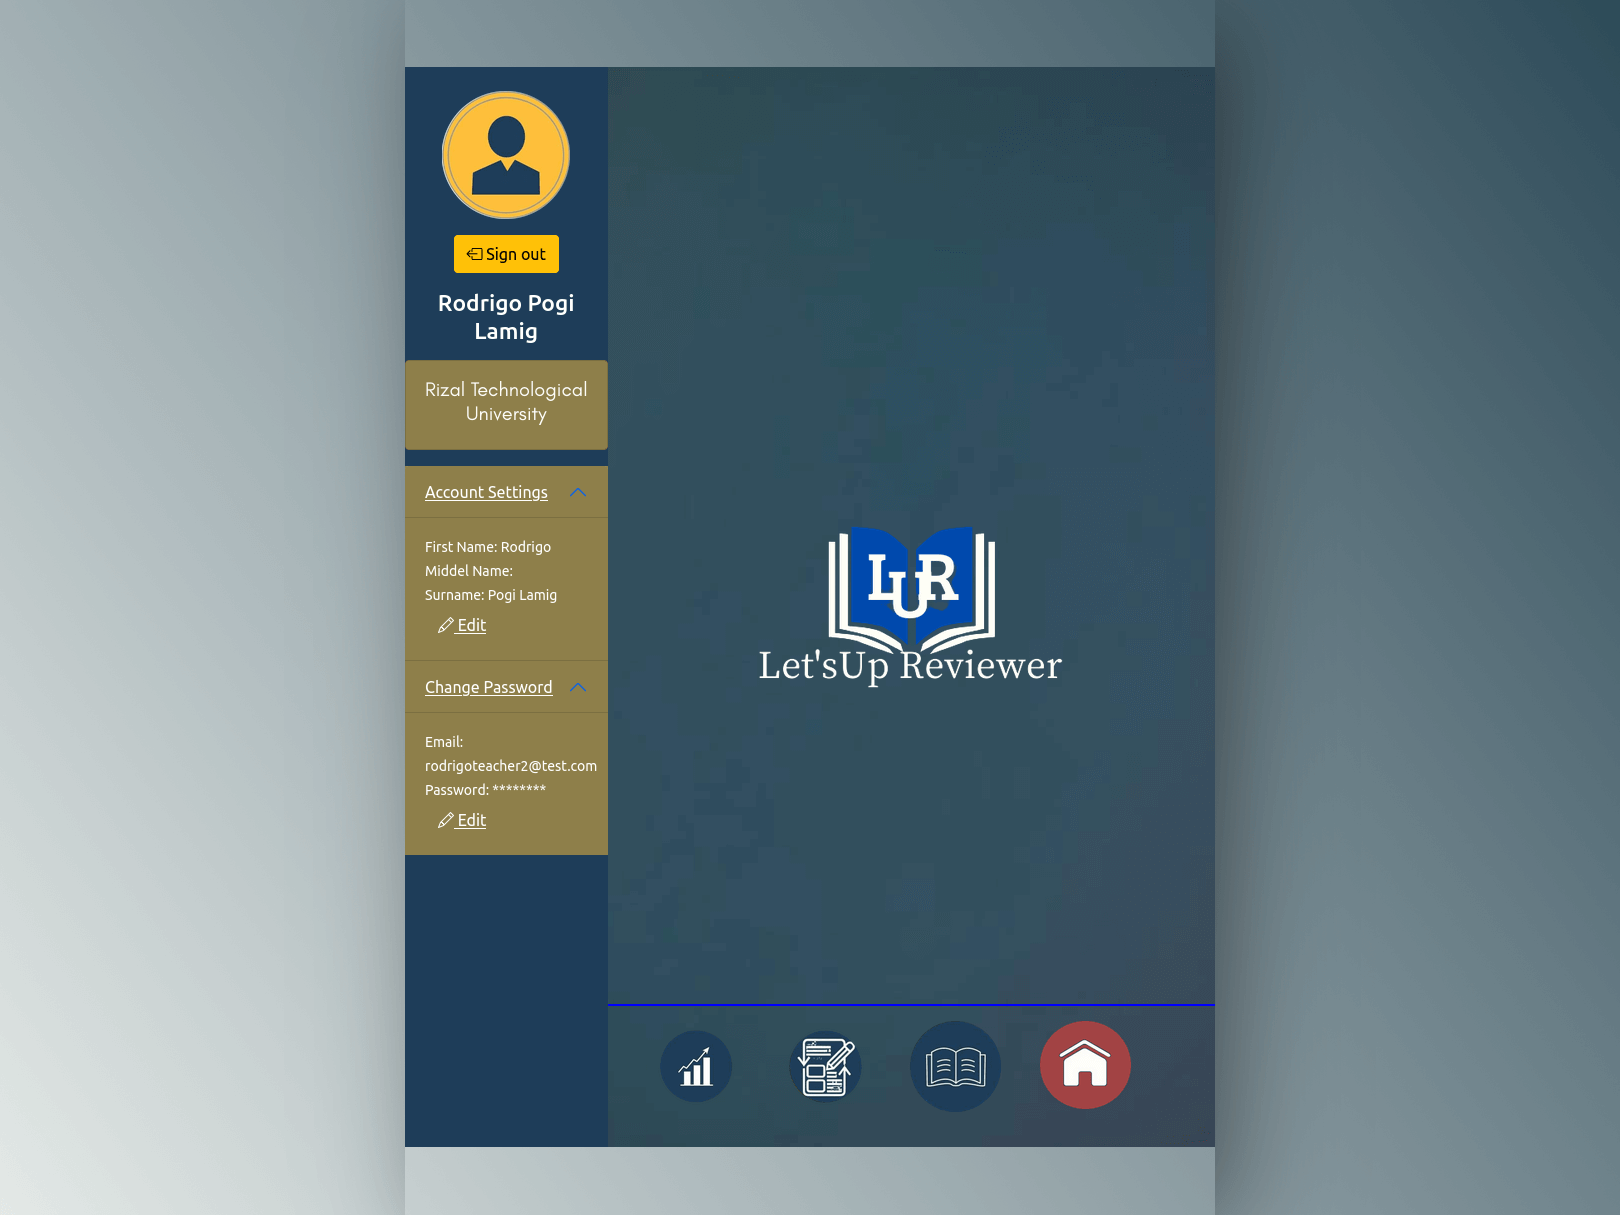 Sign out
Rodrigo Pogi
Lamig
Rizal Technological
University
Account Settings
First Name: Rodrigo
Middel Name:
Surname: Pogi Lamig
Edit
Change Password
Email:
rodrigoteacher2@test.com
Password: ********
Edit
LUR
Let'sUp Reviewer